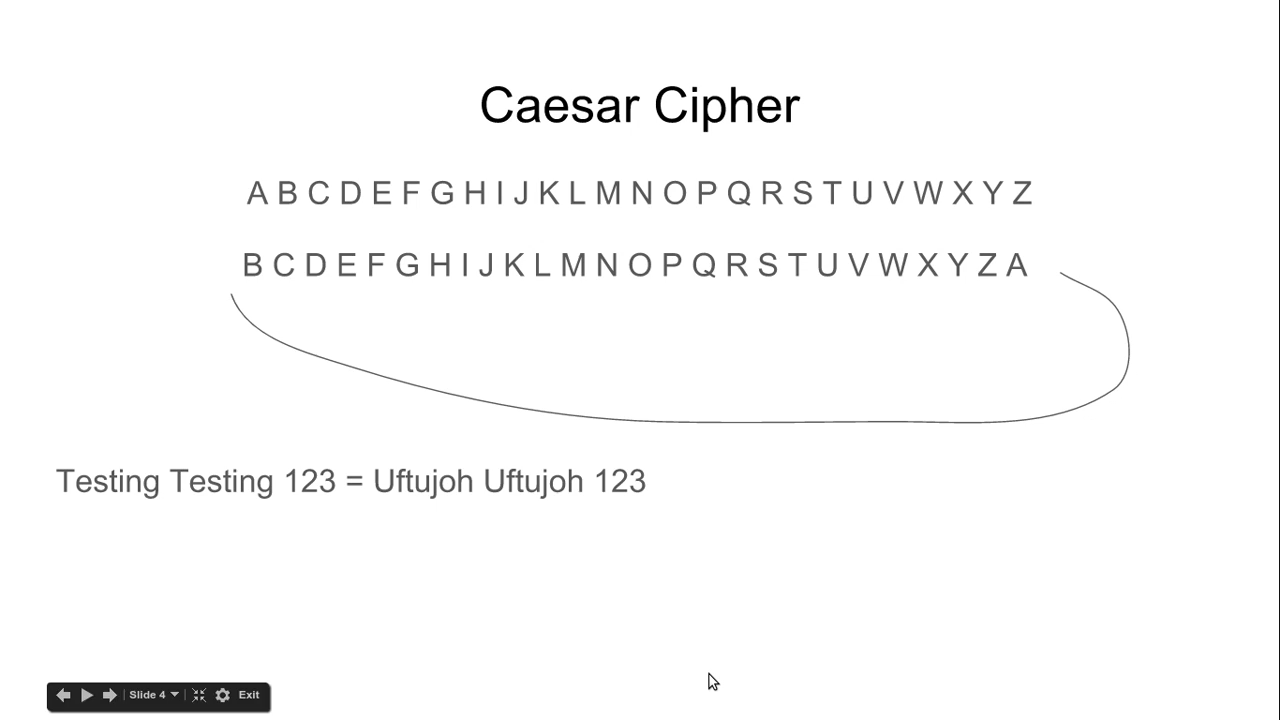 Caesar Cipher
A B C D E F G H I J K L M N O P Q R S T U V W X Y Z
B C D E F G H I J K L M N O P Q R S T U V W X Y Z A
Testing Testing 123 = Uftujoh Uftujoh 123
Slide 4 Exit